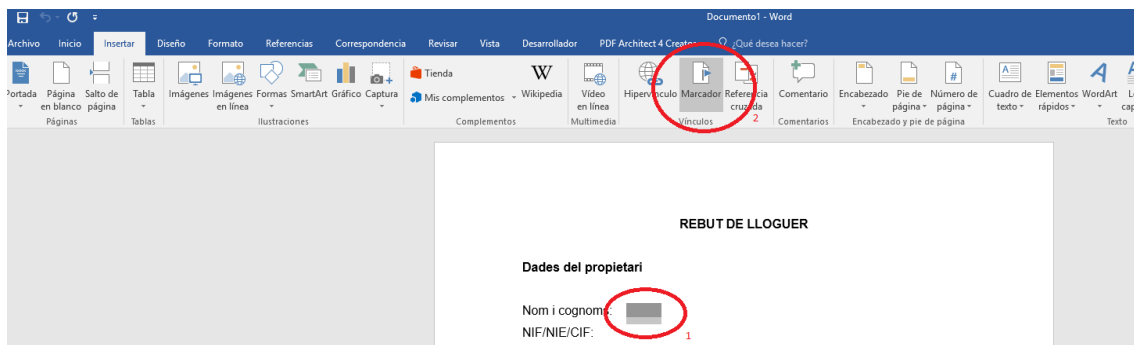 Documento1 - Word
Archivo Inicio Insertar Diseño Formato Referencias Correspondencia Revisar Vista Desarrollador PDF Architect 4 Creator ¿Qué desea hacer?
Portada Página en blanco Salto de página Tabla Imágenes Imágenes en línea Formas SmartArt Gráfico Captura Tienda Mis complementos W Wikipedia Vídeo en línea Hipervínculo Marcador Referencia cruzada Comentario Encabezado Pie de página Número de página Cuadro de texto Elementos rápidos WordArt
2
Páginas Tablas Ilustraciones Complementos Multimedia Vínculos Comentarios Encabezado y pie de página Texto
REBUT DE LLOGUER
Dades del propietari
Nom i cognoms:
NIF/NIE/CIF:
1